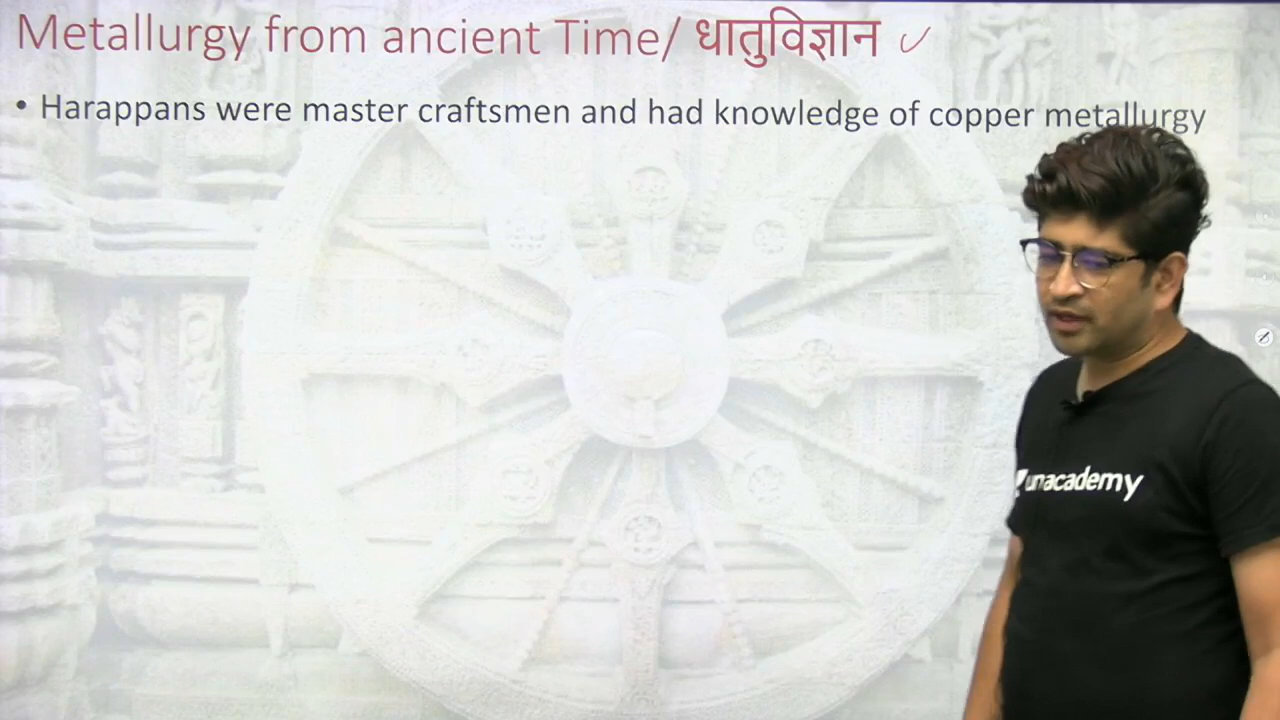 Metallurgy from ancient Time/ धातुविज्ञान
• Harappans were master craftsmen and had knowledge of copper metallurgy
unacademy